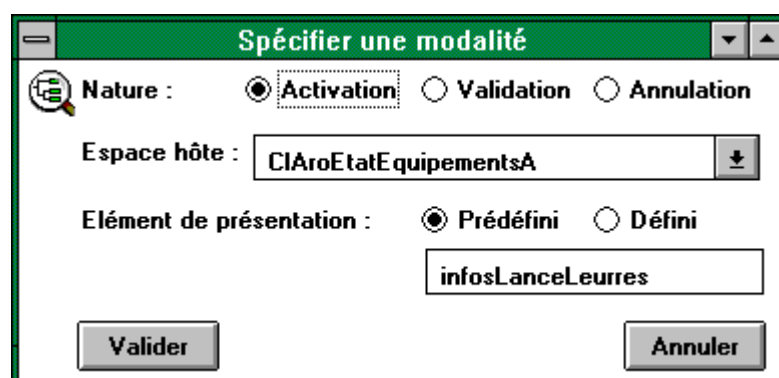 Spécifier une modalité
Nature : Activation Validation Annulation
Espace hôte : ClAroEtatEquipementsA
Elément de présentation : Prédéfini Défini
infosLanceLeurres
Valider Annuler